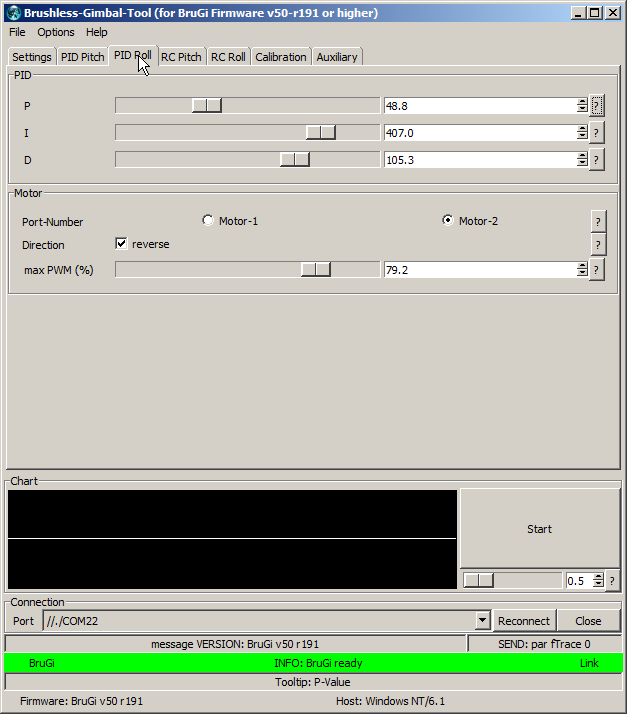 Brushless-Gimbal-Tool (for BruGi Firmware v50-r191 or higher)
File Options Help
Settings PID Pitch PID Roll RC Pitch RC Roll Calibration Auxiliary
PID
P 48.8 ?
I 407.0 ?
D 105.3 ?
Motor
Port-Number Motor-1 Motor-2 ?
Direction reverse ?
max PWM (%) 79.2 ?
Chart
Start
0.5 ?
Connection
Port //./COM22 Reconnect Close
message VERSION: BruGi v50 r191 SEND: par fTrace 0
BruGi INFO: BruGi ready Link
Tooltip: P-Value
Firmware: BruGi v50 r191 Host: Windows NT/6.1